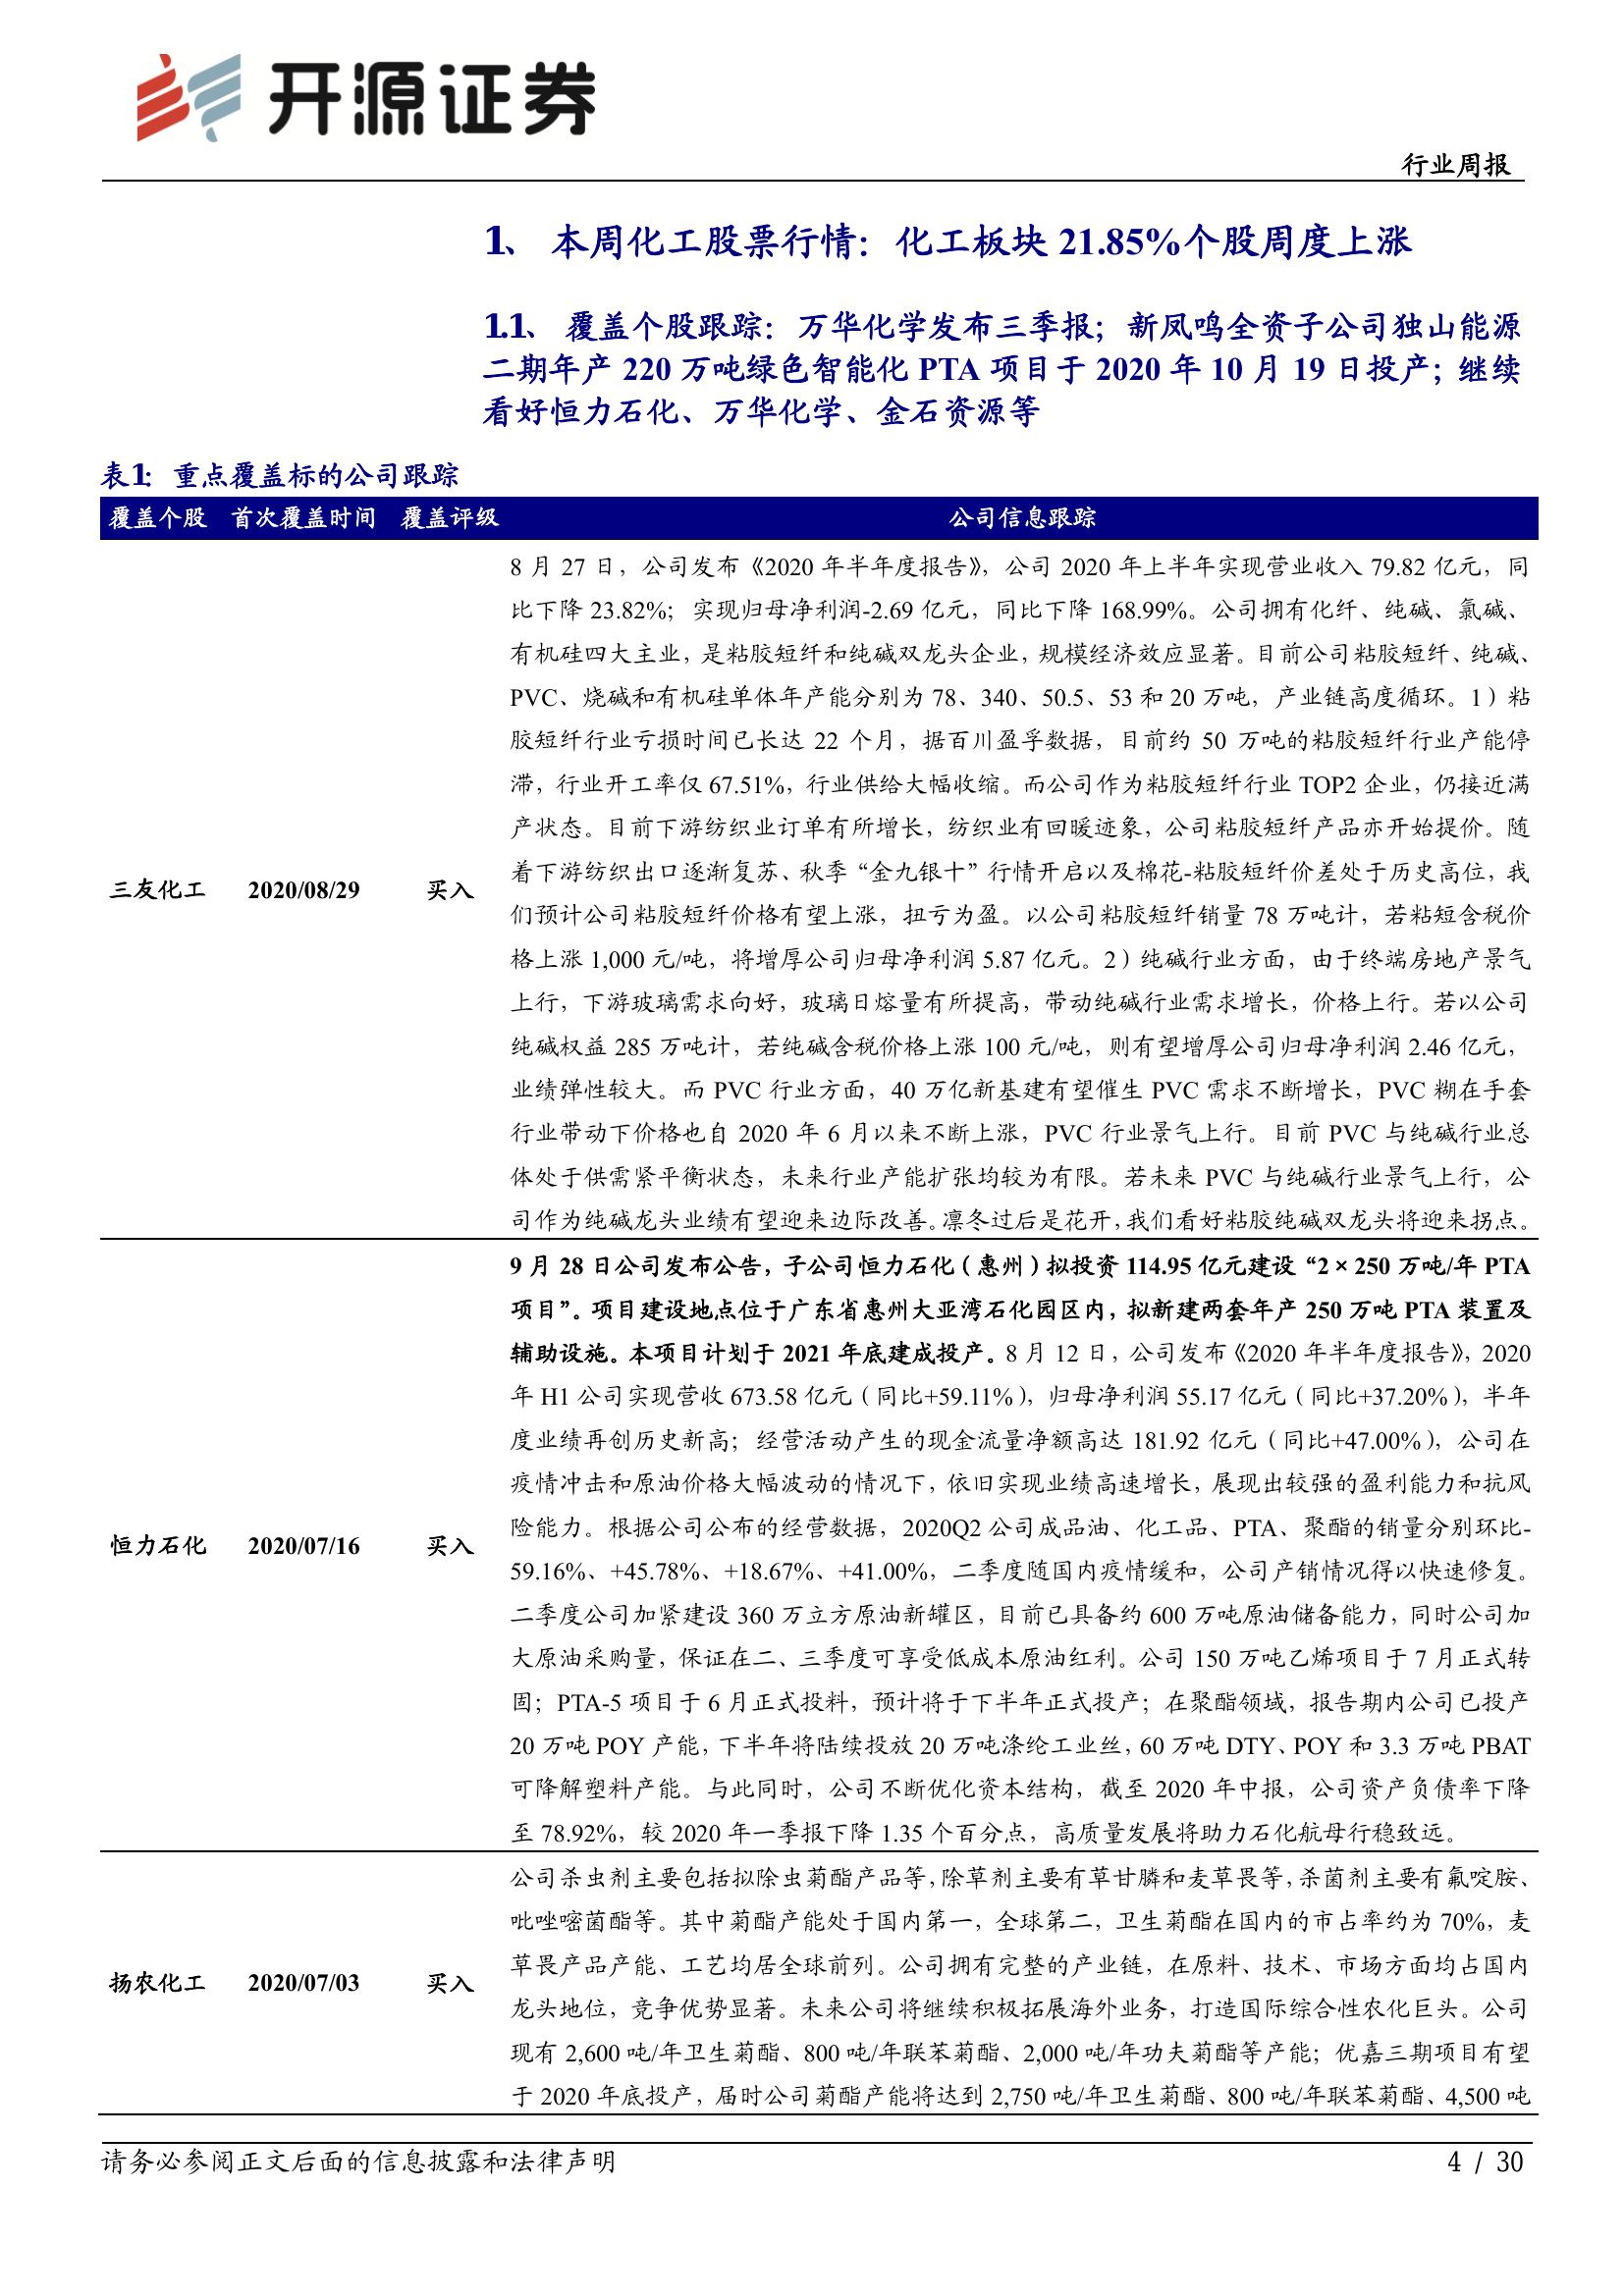 开源证券
行业周报
1、 本周化工股票行情：化工板块 21.85%个股周度上涨
1.1、 覆盖个股跟踪：万华化学发布三季报；新凤鸣全资子公司独山能源
二期年产 220 万吨绿色智能化 PTA 项目于 2020 年 10 月 19 日投产；继续
看好恒力石化、万华化学、金石资源等
表1： 重点覆盖标的公司跟踪
覆盖个股 首次覆盖时间 覆盖评级 公司信息跟踪
8 月 27 日，公司发布《2020 年半年度报告》，公司 2020 年上半年实现营业收入 79.82 亿元，同
比下降 23.82%；实现归母净利润-2.69 亿元，同比下降 168.99%。公司拥有化纤、纯碱、氯碱、
有机硅四大主业，是粘胶短纤和纯碱双龙头企业，规模经济效应显著。目前公司粘胶短纤、纯碱、
PVC、烧碱和有机硅单体年产能分别为 78、340、50.5、53 和 20 万吨，产业链高度循环。1）粘
胶短纤行业亏损时间已长达 22 个月，据百川盈孚数据，目前约 50 万吨的粘胶短纤行业产能停
滞，行业开工率仅 67.51%，行业供给大幅收缩。而公司作为粘胶短纤行业 TOP2 企业，仍接近满
产状态。目前下游纺织业订单有所增长，纺织业有回暖迹象，公司粘胶短纤产品亦开始提价。随
三友化工 2020/08/29 买入 着下游纺织出口逐渐复苏、秋季“金九银十”行情开启以及棉花-粘胶短纤价差处于历史高位，我
们预计公司粘胶短纤价格有望上涨，扭亏为盈。以公司粘胶短纤销量 78 万吨计，若粘短含税价
格上涨 1,000 元/吨，将增厚公司归母净利润 5.87 亿元。2）纯碱行业方面，由于终端房地产景气
上行，下游玻璃需求向好，玻璃日熔量有所提高，带动纯碱行业需求增长，价格上行。若以公司
纯碱权益 285 万吨计，若纯碱含税价格上涨 100 元/吨，则有望增厚公司归母净利润 2.46 亿元，
业绩弹性较大。而 PVC 行业方面，40 万亿新基建有望催生 PVC 需求不断增长，PVC 糊在手套
行业带动下价格也自 2020 年 6 月以来不断上涨，PVC 行业景气上行。目前 PVC 与纯碱行业总
体处于供需紧平衡状态，未来行业产能扩张均较为有限。若未来 PVC 与纯碱行业景气上行，公
司作为纯碱龙头业绩有望迎来边际改善。凛冬过后是花开，我们看好粘胶纯碱双龙头将迎来拐点。
9 月 28 日公司发布公告，子公司恒力石化（惠州）拟投资 114.95 亿元建设“2×250 万吨/年 PTA
项目”。项目建设地点位于广东省惠州大亚湾石化园区内，拟新建两套年产 250 万吨 PTA 装置及
辅助设施。本项目计划于 2021 年底建成投产。8 月 12 日，公司发布《2020 年半年度报告》，2020
年 H1 公司实现营收 673.58 亿元（同比+59.11%），归母净利润 55.17 亿元（同比+37.20%），半年
度业绩再创历史新高；经营活动产生的现金流量净额高达 181.92 亿元（同比+47.00%），公司在
疫情冲击和原油价格大幅波动的情况下，依旧实现业绩高速增长，展现出较强的盈利能力和抗风
恒力石化 2020/07/16 买入 险能力。根据公司公布的经营数据，2020Q2 公司成品油、化工品、PTA、聚酯的销量分别环比-
59.16%、+45.78%、+18.67%、+41.00%，二季度随国内疫情缓和，公司产销情况得以快速修复。
二季度公司加紧建设 360 万立方原油新罐区，目前已具备约 600 万吨原油储备能力，同时公司加
大原油采购量，保证在二、三季度可享受低成本原油红利。公司 150 万吨乙烯项目于 7 月正式转
固；PTA-5 项目于 6 月正式投料，预计将于下半年正式投产；在聚酯领域，报告期内公司已投产
20 万吨 POY 产能，下半年将陆续投放 20 万吨涤纶工业丝，60 万吨 DTY、POY 和 3.3 万吨 PBAT
可降解塑料产能。与此同时，公司不断优化资本结构，截至 2020 年中报，公司资产负债率下降
至 78.92%，较 2020 年一季报下降 1.35 个百分点，高质量发展将助力石化航母行稳致远。
公司杀虫剂主要包括拟除虫菊酯产品等，除草剂主要有草甘膦和麦草畏等，杀菌剂主要有氟啶胺、
吡唑嘧菌酯等。其中菊酯产能处于国内第一，全球第二，卫生菊酯在国内的市占率约为 70%，麦
草畏产品产能、工艺均居全球前列。公司拥有完整的产业链，在原料、技术、市场方面均占国内
扬农化工 2020/07/03 买入 龙头地位，竞争优势显著。未来公司将继续积极拓展海外业务，打造国际综合性农化巨头。公司
现有 2,600 吨/年卫生菊酯、800 吨/年联苯菊酯、2,000 吨/年功夫菊酯等产能；优嘉三期项目有望
于 2020 年底投产，届时公司菊酯产能将达到 2,750 吨/年卫生菊酯、800 吨/年联苯菊酯、4,500 吨
请务必参阅正文后面的信息披露和法律声明 4 / 30